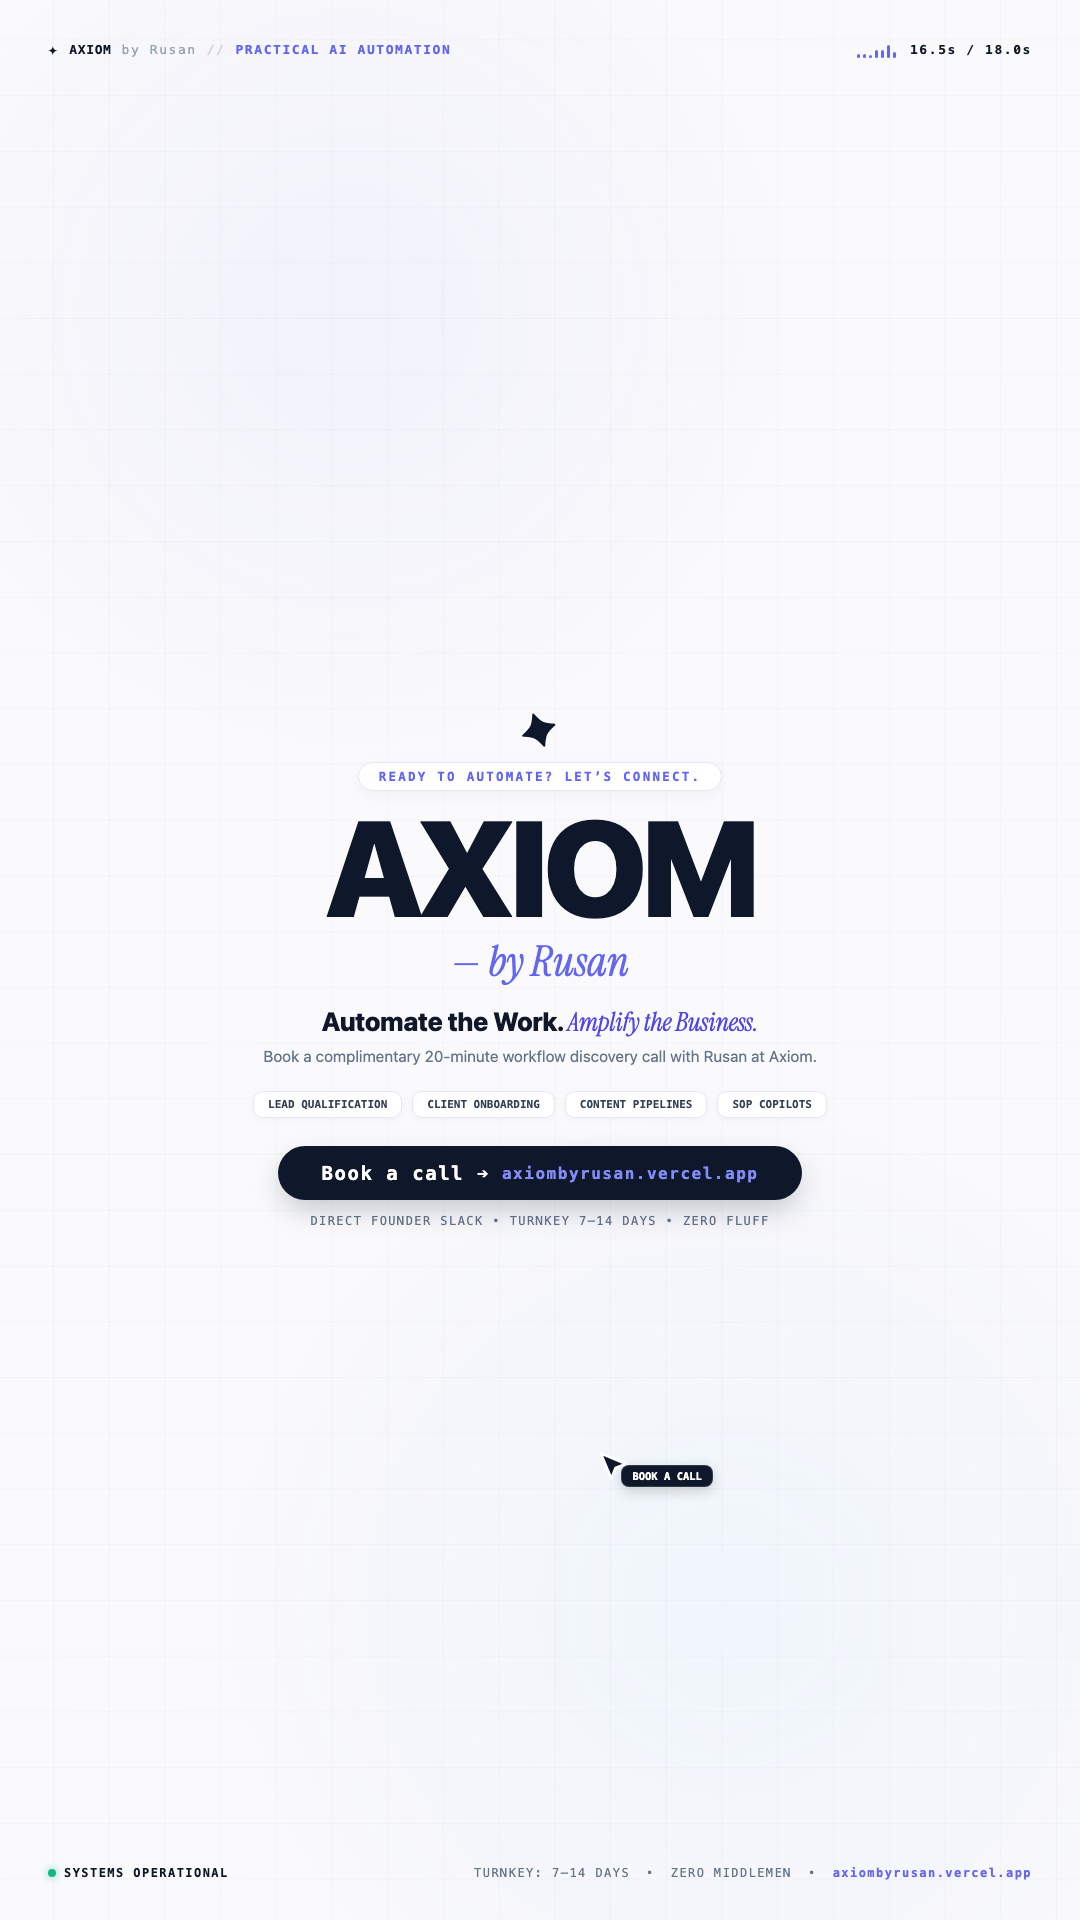 ✦ AXIOM by Rusan // PRACTICAL AI AUTOMATION
16.5s / 18.0s
READY TO AUTOMATE? LET’S CONNECT.
AXIOM
— by Rusan
Automate the Work. Amplify the Business.
Book a complimentary 20-minute workflow discovery call with Rusan at Axiom.
LEAD QUALIFICATION CLIENT ONBOARDING CONTENT PIPELINES SOP COPILOTS
Book a call → axiombyrusan.vercel.app
DIRECT FOUNDER SLACK • TURNKEY 7–14 DAYS • ZERO FLUFF
BOOK A CALL
SYSTEMS OPERATIONAL
TURNKEY: 7–14 DAYS • ZERO MIDDLEMEN • axiombyrusan.vercel.app